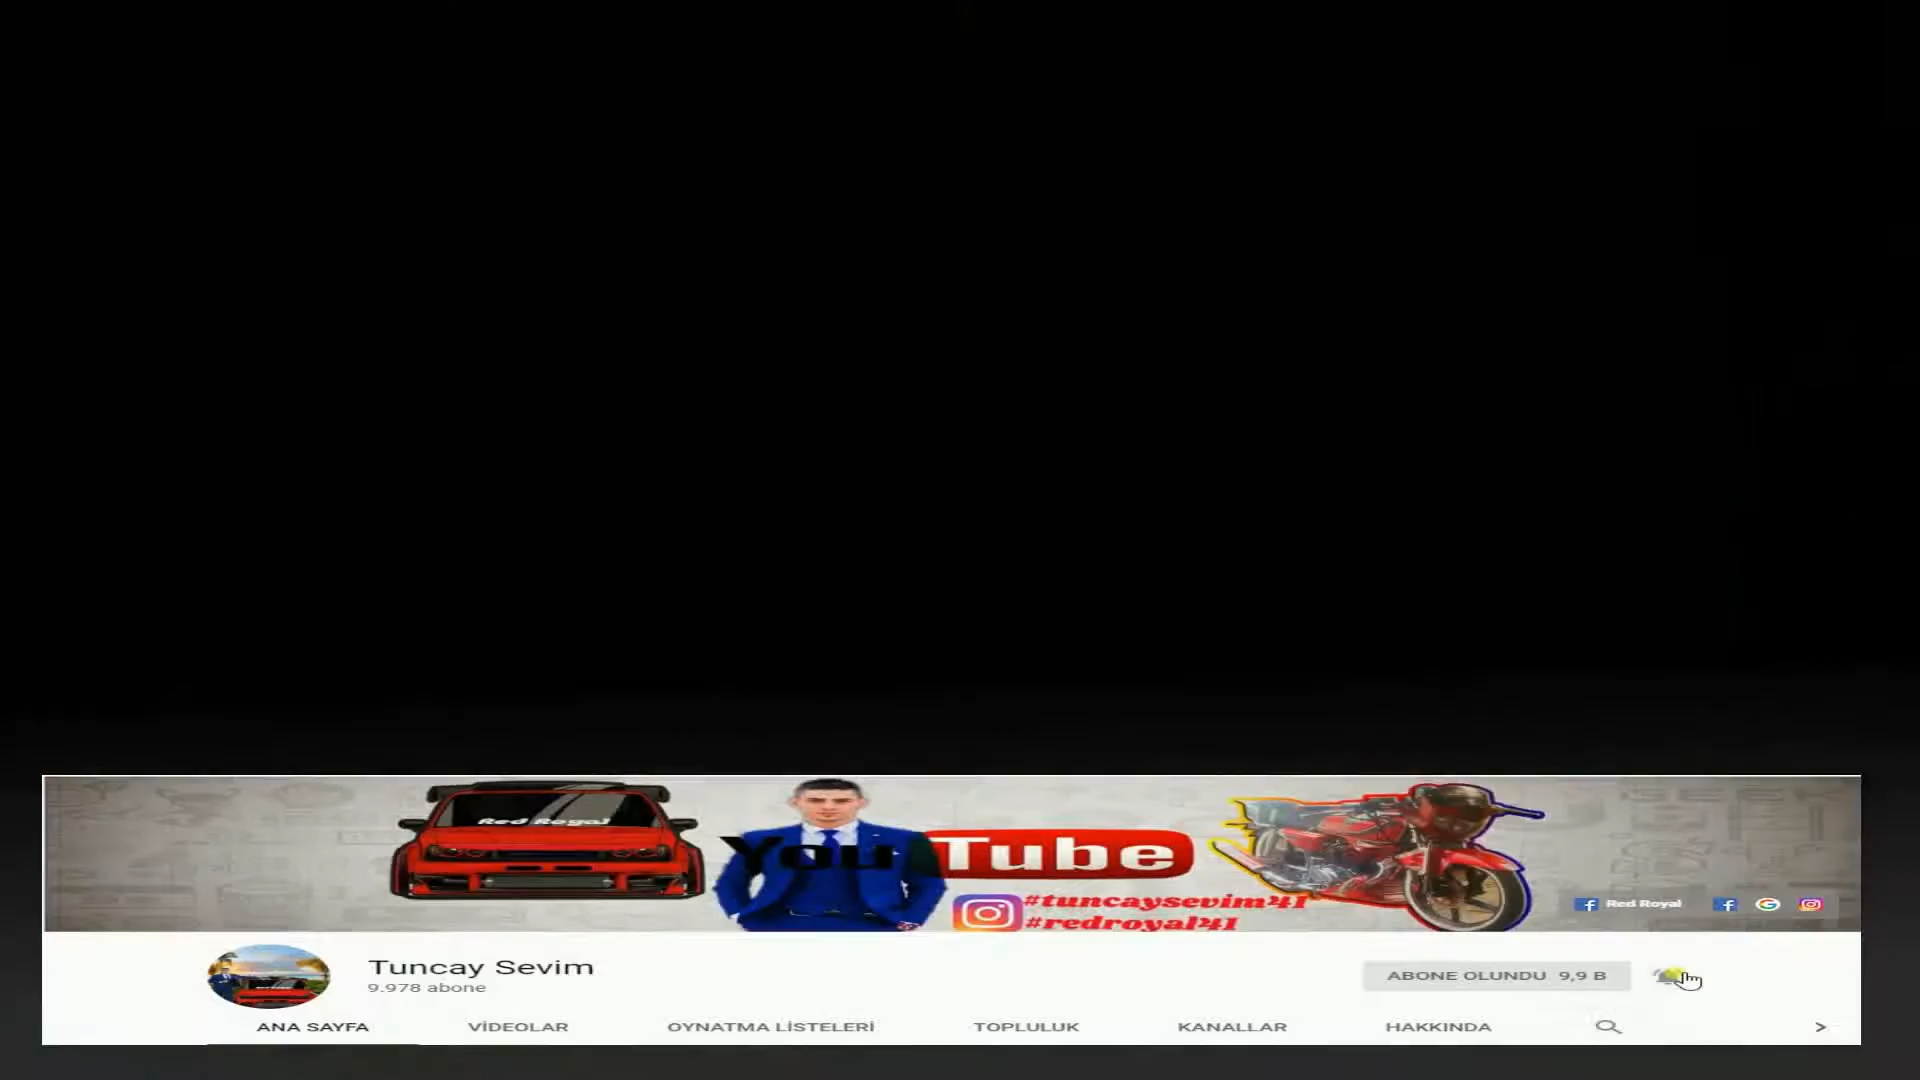 Red Royal
YouTube
#tuncaysevim41
#redroyal41
Red Royal
Tuncay Sevim
9.978 abone
ABONE OLUNDU 9,9 B
ANA SAYFA VİDEOLAR OYNATMA LİSTELERİ TOPLULUK KANALLAR HAKKINDA